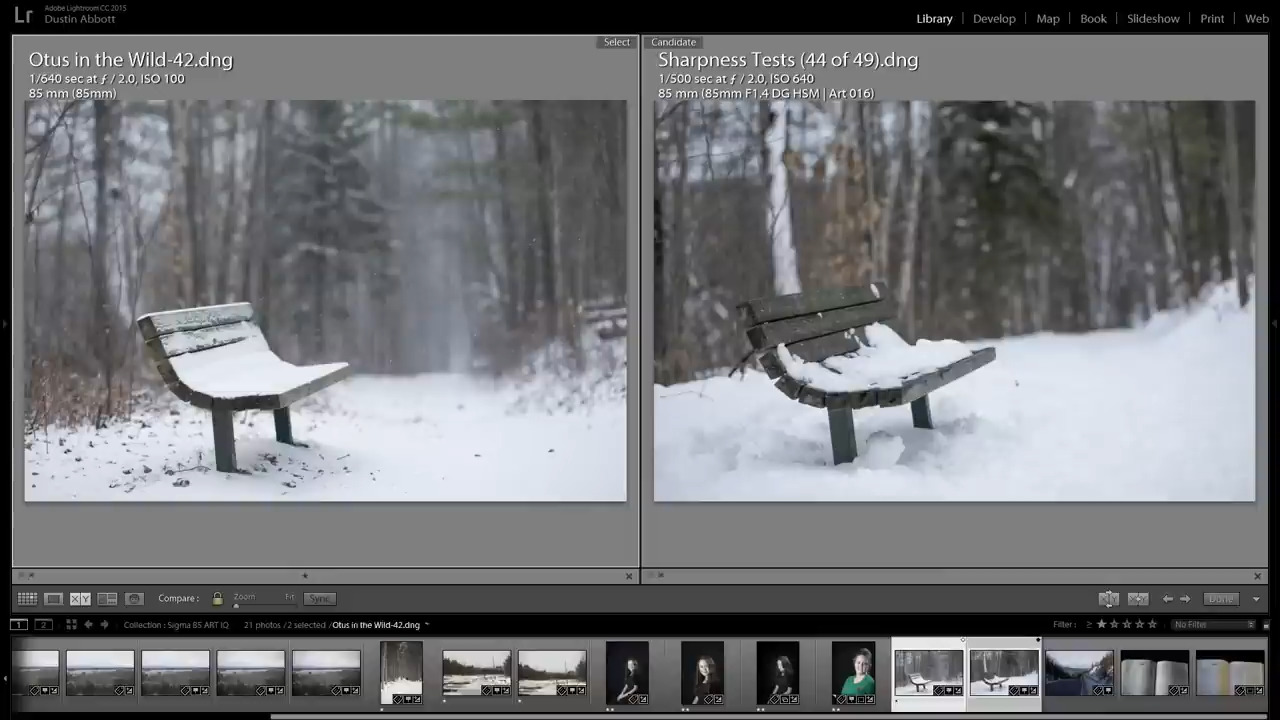 Lr
Adobe Lightroom CC 2015
Dustin Abbott
Library | Develop | Map | Book | Slideshow | Print | Web
Select
Candidate
Otus in the Wild-42.dng
1/640 sec at ƒ / 2.0, ISO 100
85 mm (85mm)
Sharpness Tests (44 of 49).dng
1/500 sec at ƒ / 2.0, ISO 640
85 mm (85mm F1.4 DG HSM | Art 016)
XY
Compare :
Zoom
Fit
Sync
Done
1
2
Collection : Sigma 85 ART IQ
21 photos / 2 selected / Otus in the Wild-42.dng
Filter :
No Filter